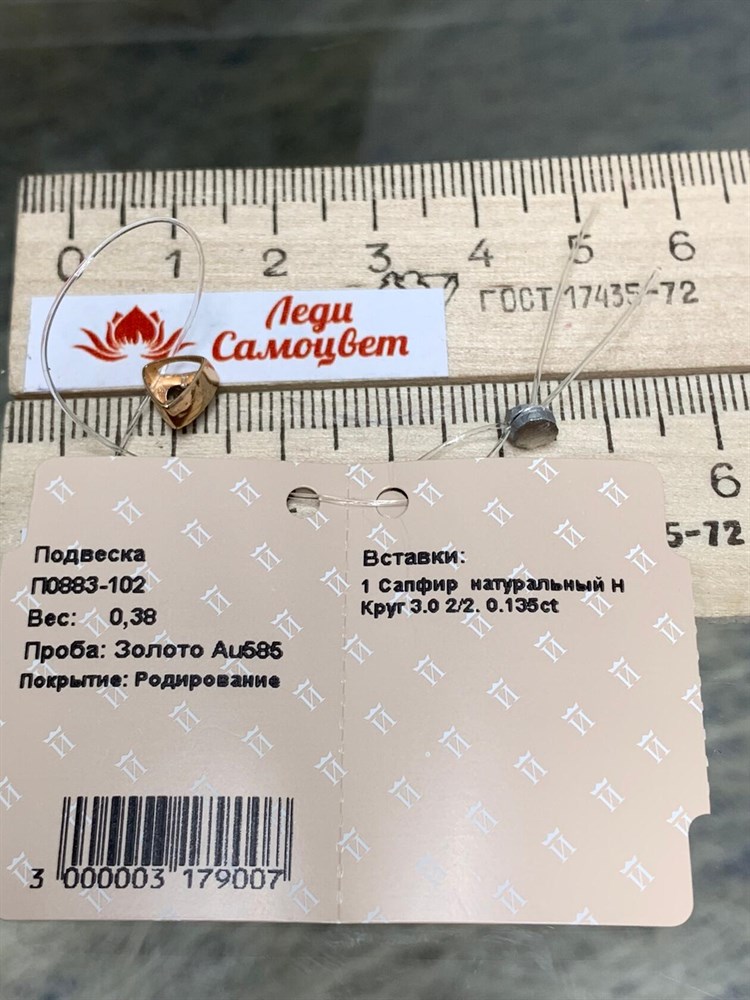 0 1 2 3 4 5 6
ГОСТ 17435-72
Леди
Самоцвет
6
5-72
Подвеска
П0883-102
Вес: 0,38
Проба: Золото Au585
Покрытие: Родирование
Вставки:
1 Сапфир натуральный Н
Круг 3.0 2/2. 0.135ct
3 000003 179007